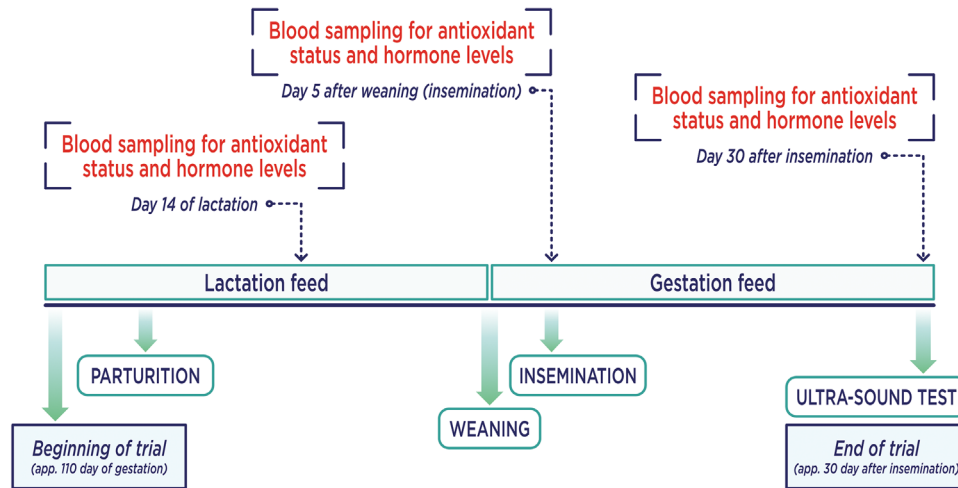 Blood sampling for antioxidant
status and hormone levels
Day 5 after weaning (insemination)
Blood sampling for antioxidant
status and hormone levels
Day 30 after insemination
Blood sampling for antioxidant
status and hormone levels
Day 14 of lactation
Lactation feed
Gestation feed
PARTURITION
INSEMINATION
ULTRA-SOUND TEST
WEANING
Beginning of trial
(app. 110 day of gestation)
End of trial
(app. 30 day after insemination)